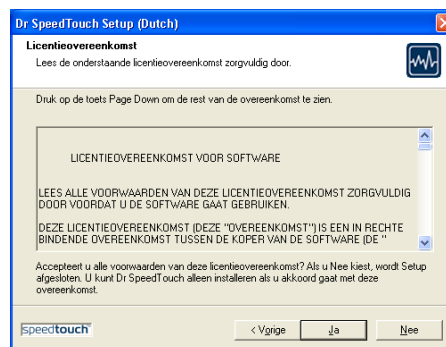 Dr SpeedTouch Setup (Dutch)
Licentieovereenkomst
Lees de onderstaande licentieovereenkomst zorgvuldig door.
Druk op de toets Page Down om de rest van de overeenkomst te zien.
LICENTIEOVEREENKOMST VOOR SOFTWARE
LEES ALLE VOORWAARDEN VAN DEZE LICENTIEOVEREENKOMST ZORGVULDIG
DOOR VOORDAT U DE SOFTWARE GAAT GEBRUIKEN.
DEZE LICENTIEOVEREENKOMST (DEZE "OVEREENKOMST") IS EEN IN RECHTE
BINDENDE OVEREENKOMST TUSSEN DE KOPER VAN DE SOFTWARE (DE "
Accepteert u alle voorwaarden van deze licentieovereenkomst? Als u Nee kiest, wordt Setup
afgesloten. U kunt Dr SpeedTouch alleen installeren als u akkoord gaat met deze
overeenkomst.
speedtouch
< Vorige
Ja
Nee